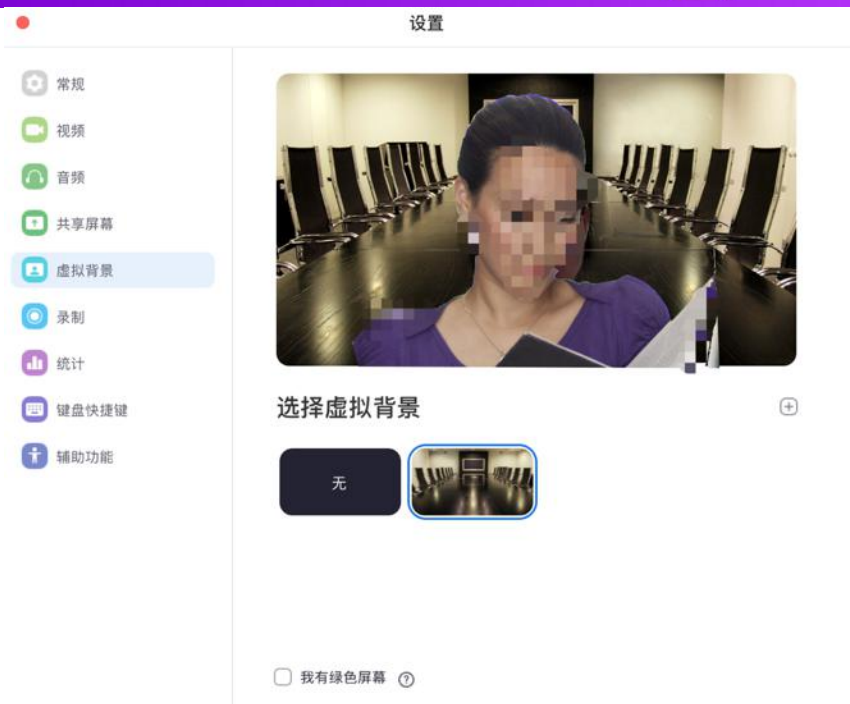 设置
常规
视频
音频
共享屏幕
虚拟背景
录制
统计
键盘快捷键
辅助功能
选择虚拟背景
无
我有绿色屏幕